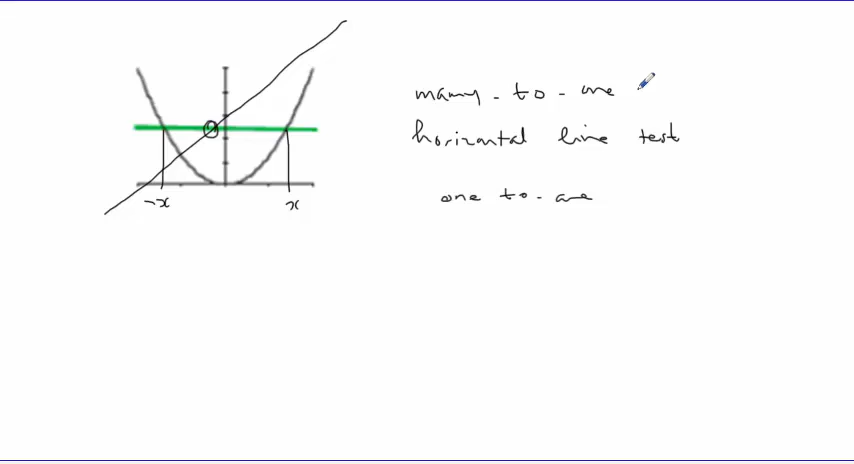 many-to-one
horizontal line test
one to-one
-x
x